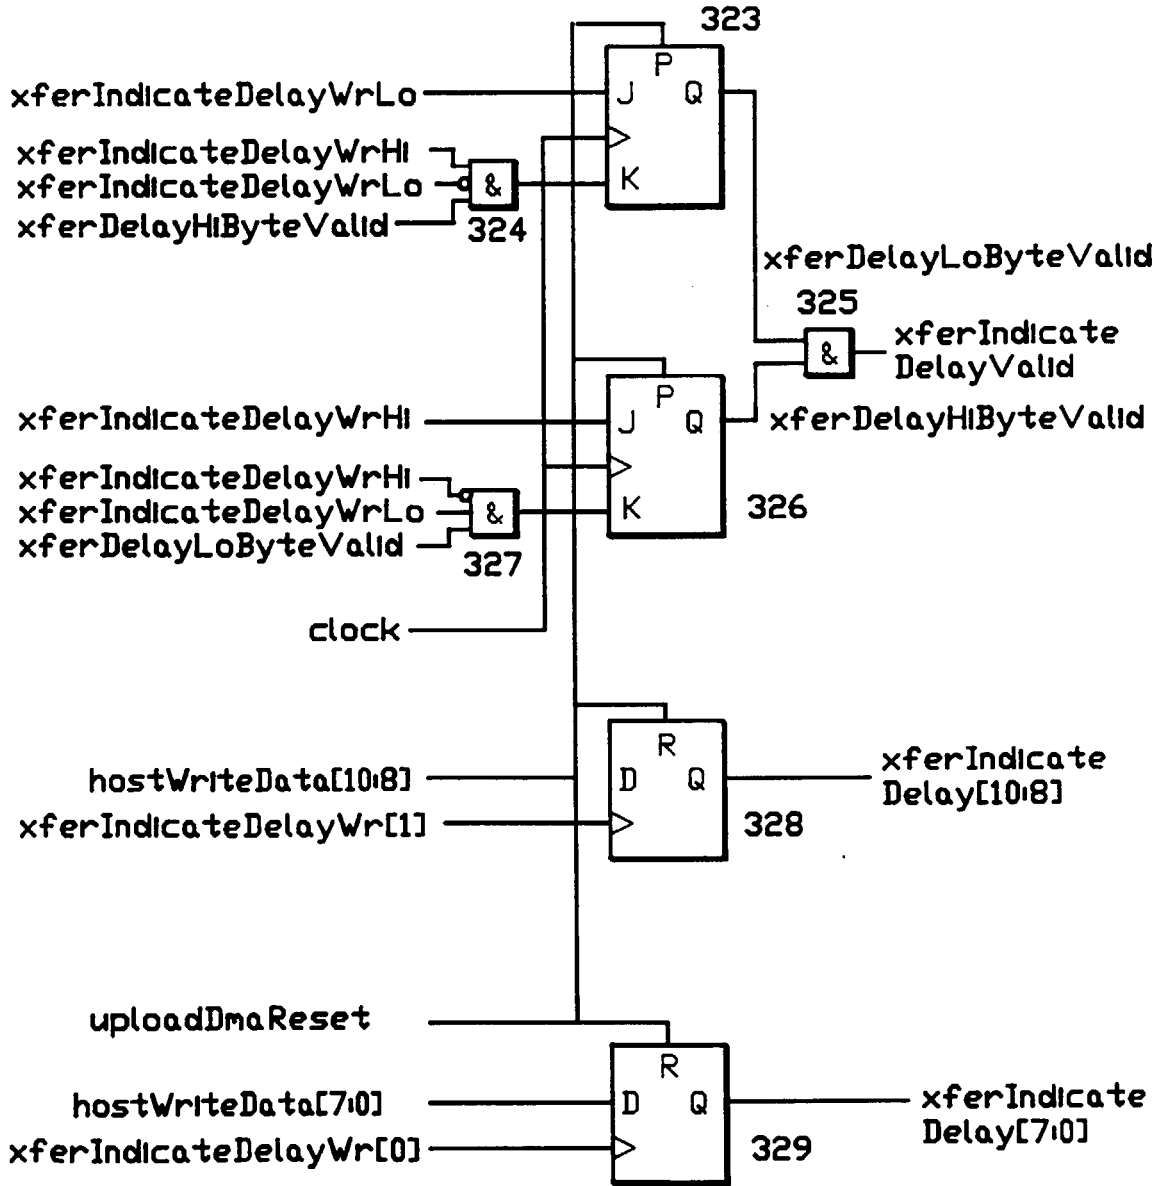 323
P
xferIndicateDelayWrLo
J
Q
xferIndicateDelayWrHi
xferIndicateDelayWrLo
&
K
xferDelayHiByteValid
324
xferDelayLoByteValid
325
xferIndicate
DelayValid
&
P
xferIndicateDelayWrHi
J
Q
xferDelayHiByteValid
xferIndicateDelayWrHi
xferIndicateDelayWrLo
&
K
326
xferDelayLoByteValid
327
clock
R
hostWriteData[10:8]
D
Q
xferIndicate
Delay[10:8]
xferIndicateDelayWr[1]
328
uploadDmaReset
R
hostWriteData[7:0]
D
Q
xferIndicate
Delay[7:0]
xferIndicateDelayWr[0]
329